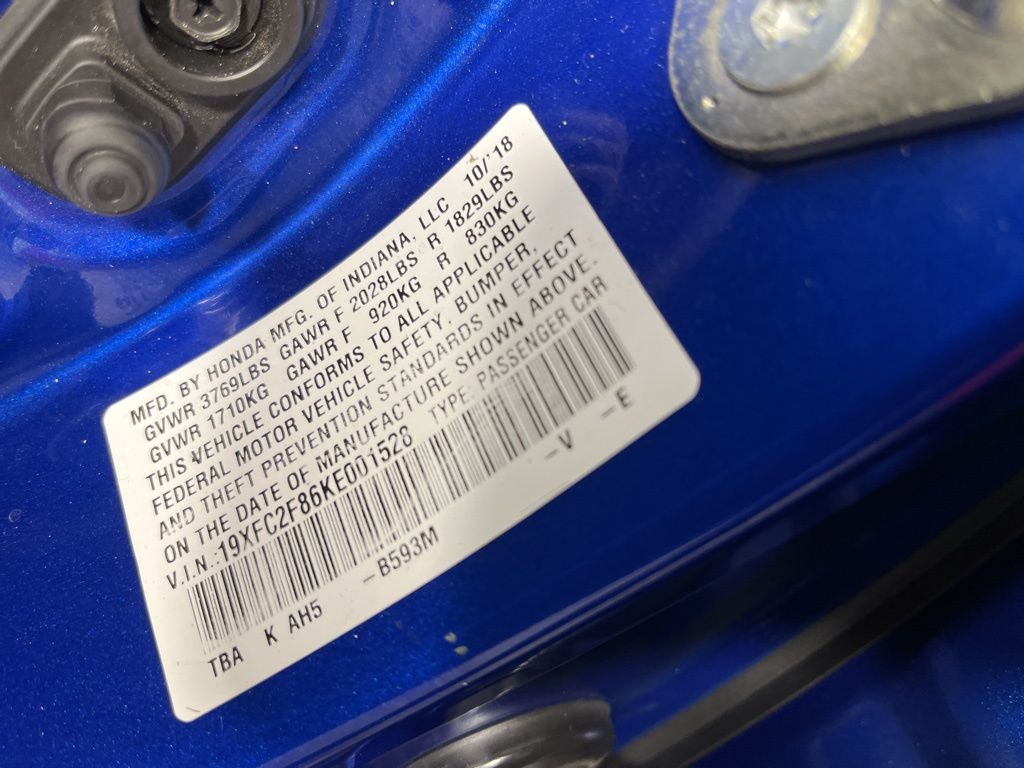 MFD. BY HONDA MFG. OF INDIANA, LLC 10/'18
GVWR 3769LBS GAWR F 2028LBS R 1829LBS
GVWR 1710KG GAWR F 920KG R 830KG
THIS VEHICLE CONFORMS TO ALL APPLICABLE
FEDERAL MOTOR VEHICLE SAFETY, BUMPER,
AND THEFT PREVENTION STANDARDS IN EFFECT
ON THE DATE OF MANUFACTURE SHOWN ABOVE.
V.I.N.:19XFC2F86KE001528 TYPE: PASSENGER CAR
TBA K AH5 -B593M -V -E